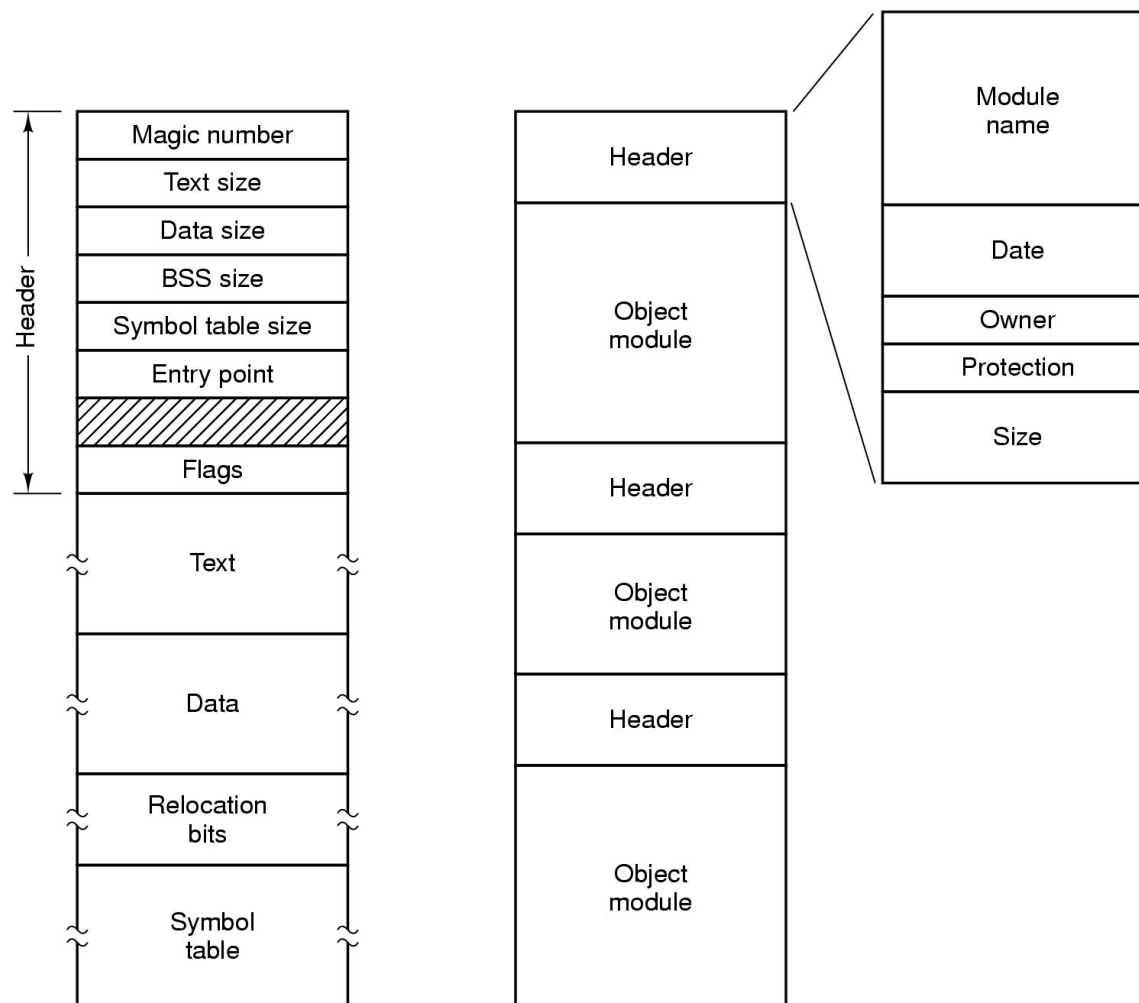 Header
Magic number
Text size
Data size
BSS size
Symbol table size
Entry point
Flags
Text
Data
Relocation
bits
Symbol
table
Header
Object
module
Header
Object
module
Header
Object
module
Module
name
Date
Owner
Protection
Size